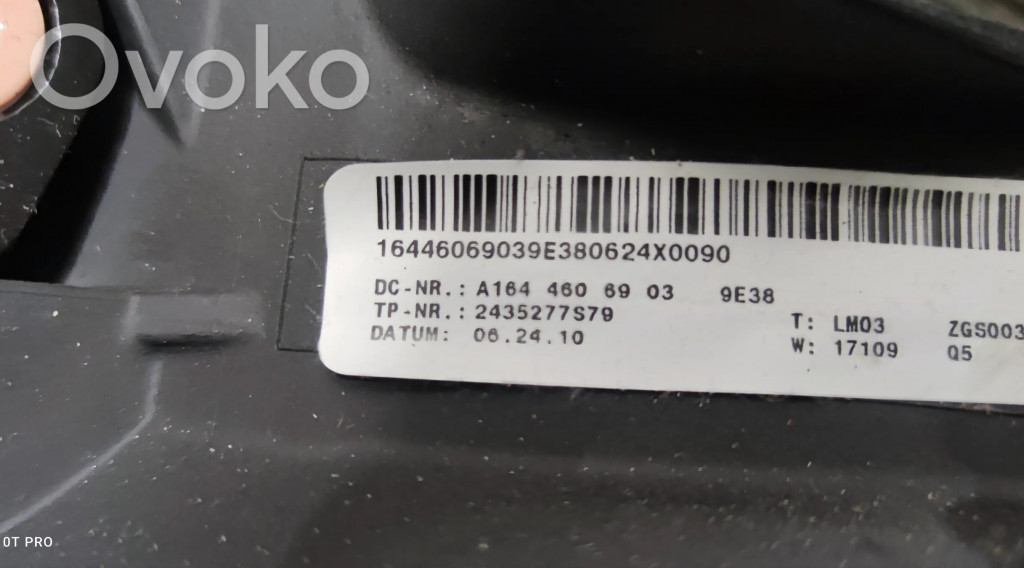 Ovoko
16446069039E380624X0090
DC-NR.: A164 460 69 03 9E38
TP-NR.: 2435277S79
DATUM: 06.24.10
T: LM03 ZGS003
W: 17109 Q5
0T PRO